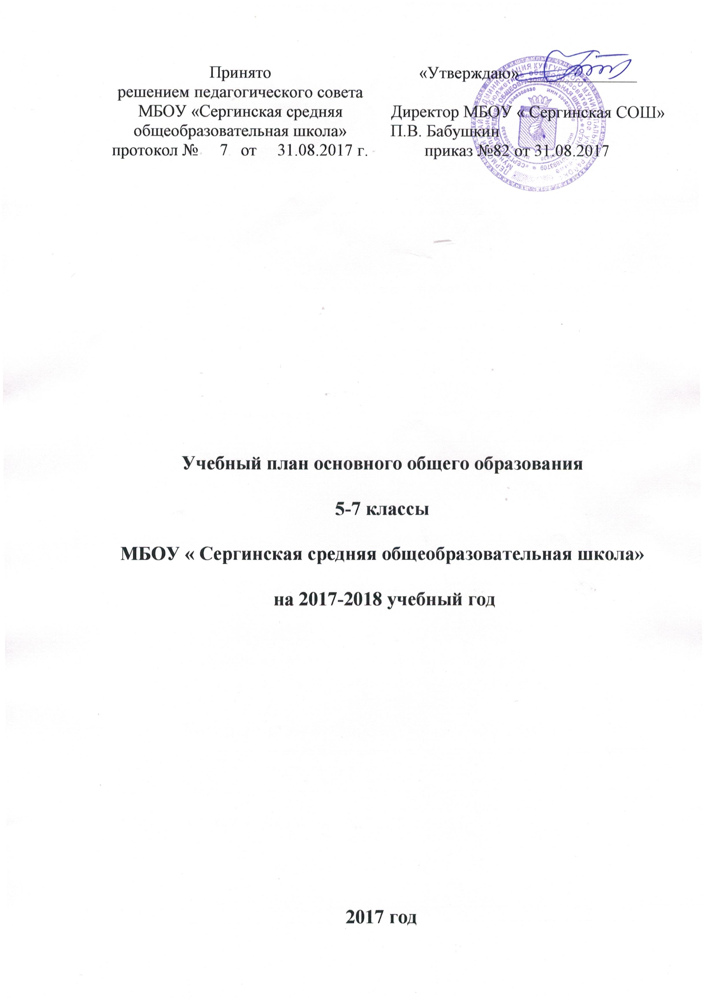 Принято
решением педагогического совета
МБОУ «Сергинская средняя
общеобразовательная школа»
протокол № 7 от 31.08.2017 г.
«Утверждаю»
Директор МБОУ « Сергинская СОШ»
П.В. Бабушкин
приказ №82 от 31.08.2017
Учебный план основного общего образования
5-7 классы
МБОУ « Сергинская средняя общеобразовательная школа»
на 2017-2018 учебный год
2017 год